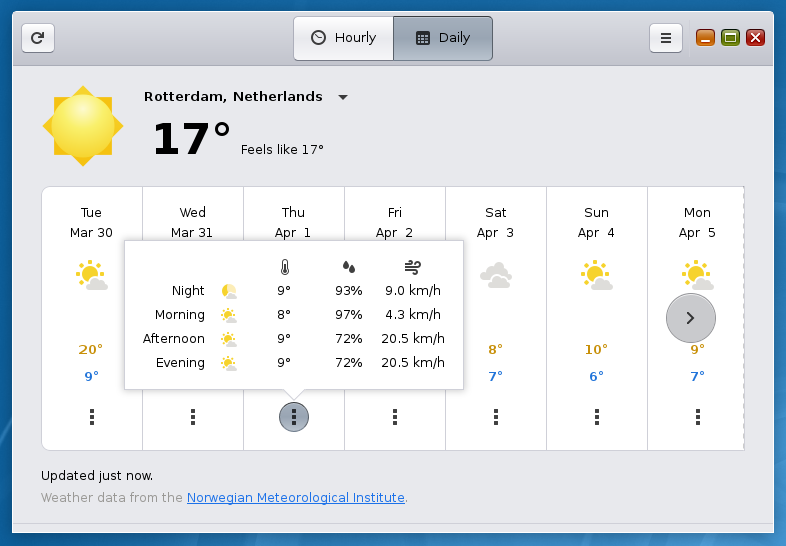 Hourly
Daily
Rotterdam, Netherlands
17°
Feels like 17°
Tue Wed Thu Fri Sat Sun Mon
Mar 30 Mar 31 Apr 1 Apr 2 Apr 3 Apr 4 Apr 5
Night 9° 93% 9.0 km/h
Morning 8° 97% 4.3 km/h
Afternoon 9° 72% 20.5 km/h
Evening 9° 72% 20.5 km/h
20° 8° 10° 9°
9° 7° 6° 7°
Updated just now.
Weather data from the Norwegian Meteorological Institute.